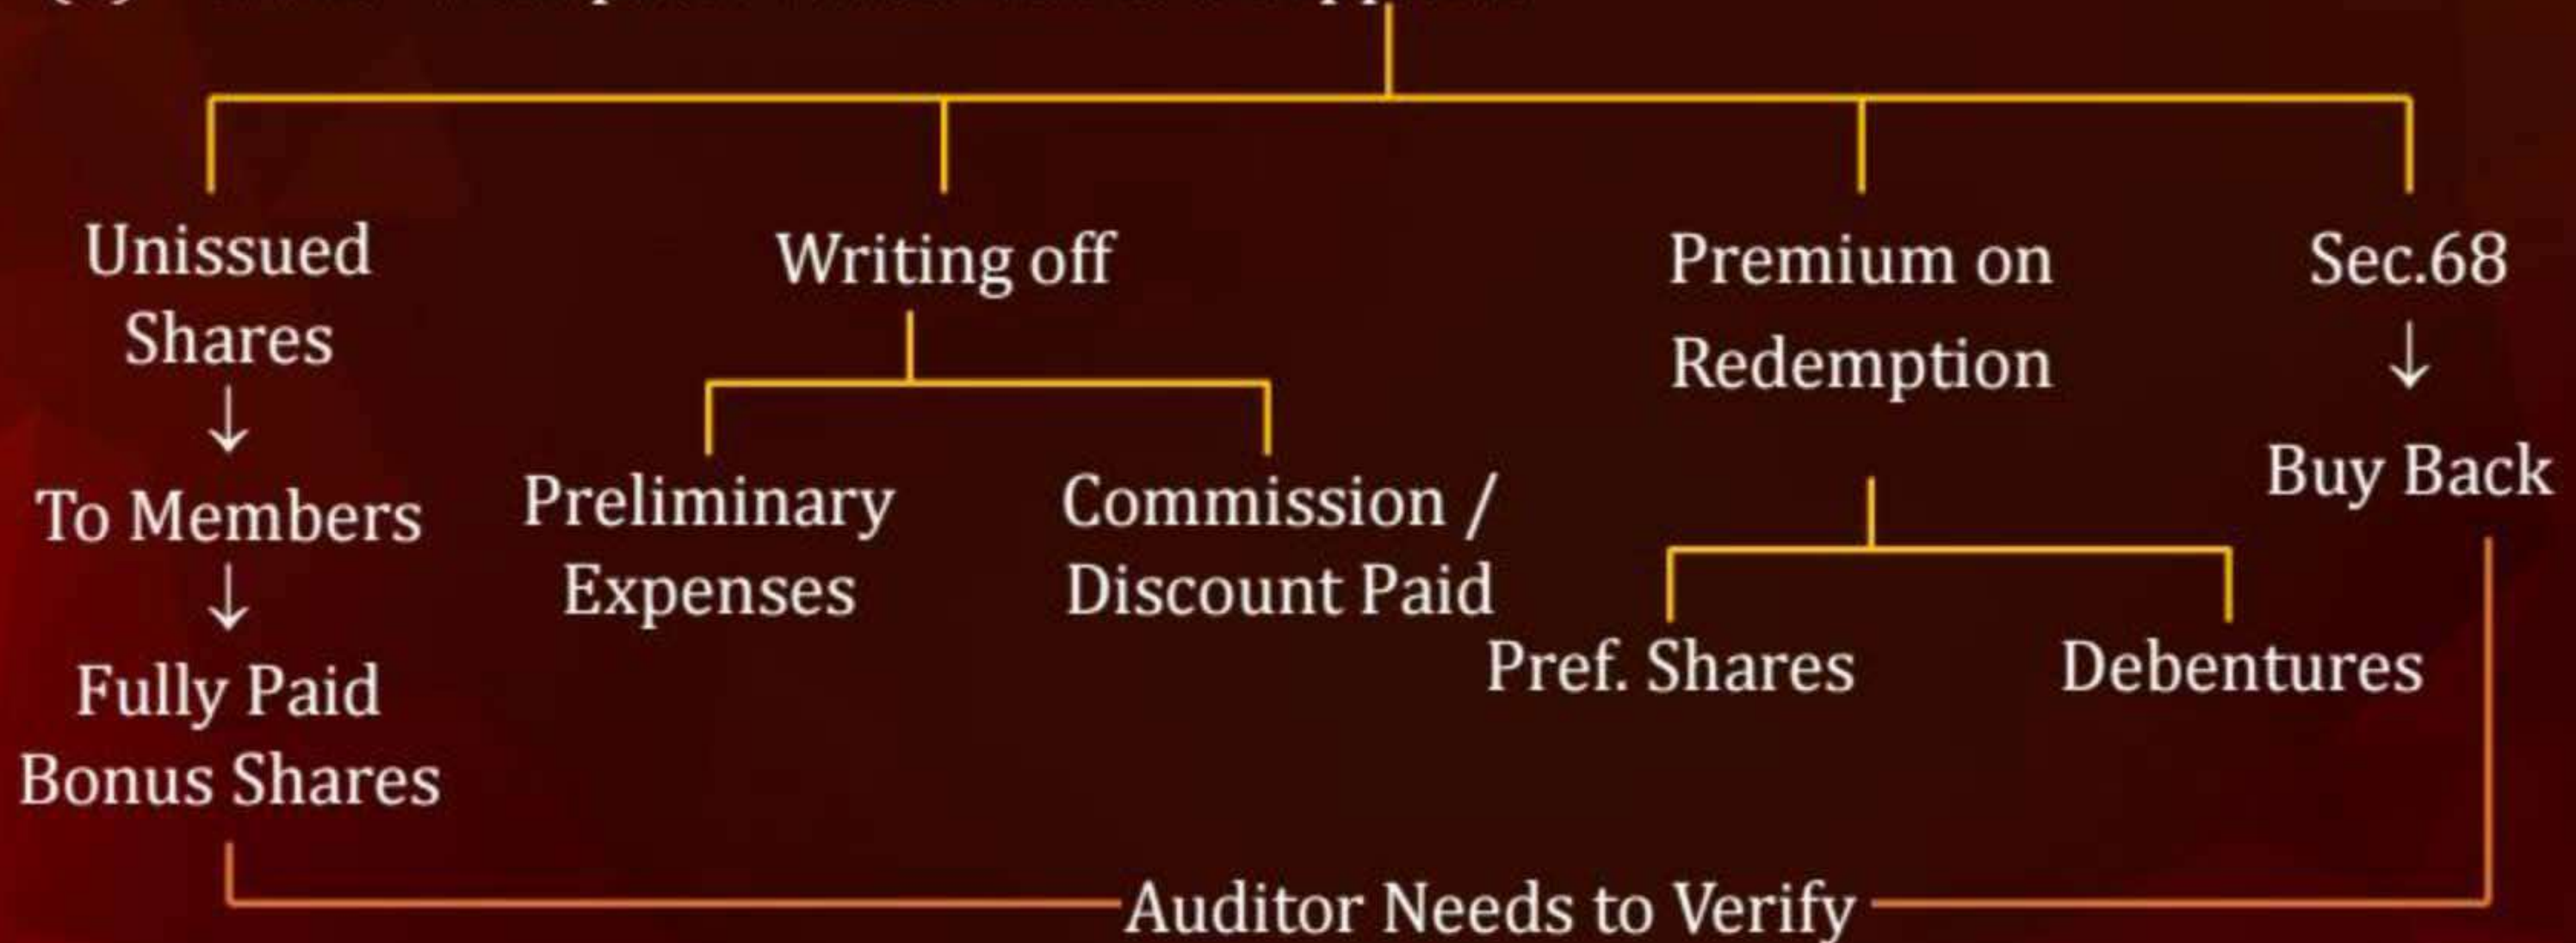 Unissued
Shares
↓
To Members
↓
Fully Paid
Bonus Shares
Writing off
Preliminary
Expenses
Commission /
Discount Paid
Premium on
Redemption
Pref. Shares
Debentures
Sec.68
↓
Buy Back
Auditor Needs to Verify